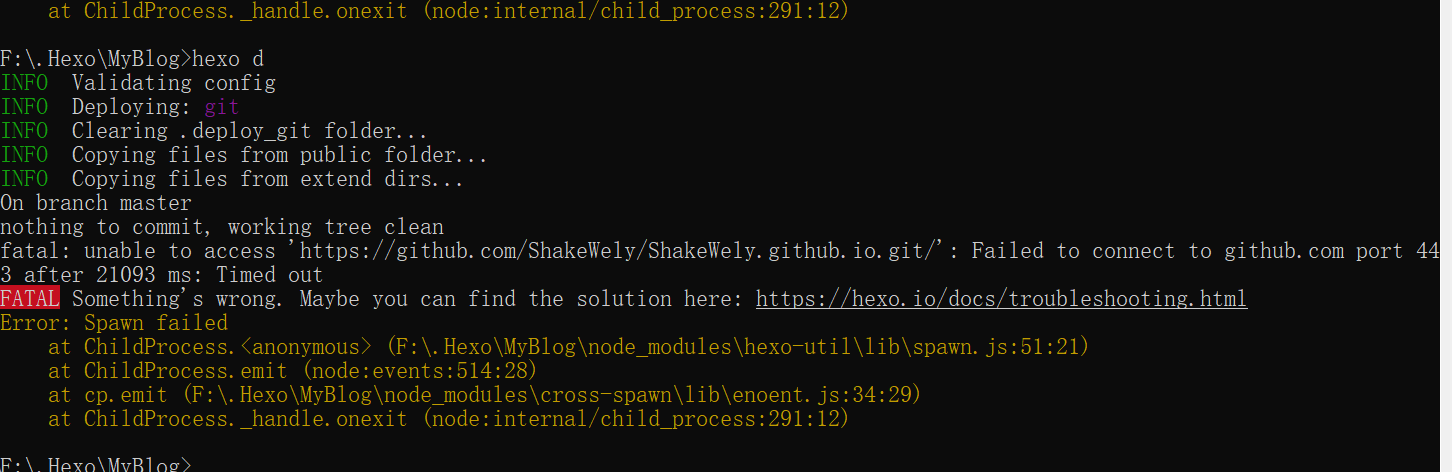 at ChildProcess._handle.onexit (node:internal/child_process:291:12)
F:\.Hexo\MyBlog>hexo d
INFO  Validating config
INFO  Deploying: git
INFO  Clearing .deploy_git folder...
INFO  Copying files from public folder...
INFO  Copying files from extend dirs...
On branch master
nothing to commit, working tree clean
fatal: unable to access 'https://github.com/ShakeWely/ShakeWely.github.io.git/': Failed to connect to github.com port 44
3 after 21093 ms: Timed out
FATAL Something's wrong. Maybe you can find the solution here: https://hexo.io/docs/troubleshooting.html
Error: Spawn failed
    at ChildProcess.<anonymous> (F:\.Hexo\MyBlog\node_modules\hexo-util\lib\spawn.js:51:21)
    at ChildProcess.emit (node:events:514:28)
    at cp.emit (F:\.Hexo\MyBlog\node_modules\cross-spawn\lib\enoent.js:34:29)
    at ChildProcess._handle.onexit (node:internal/child_process:291:12)
F:\.Hexo\MyBlog>